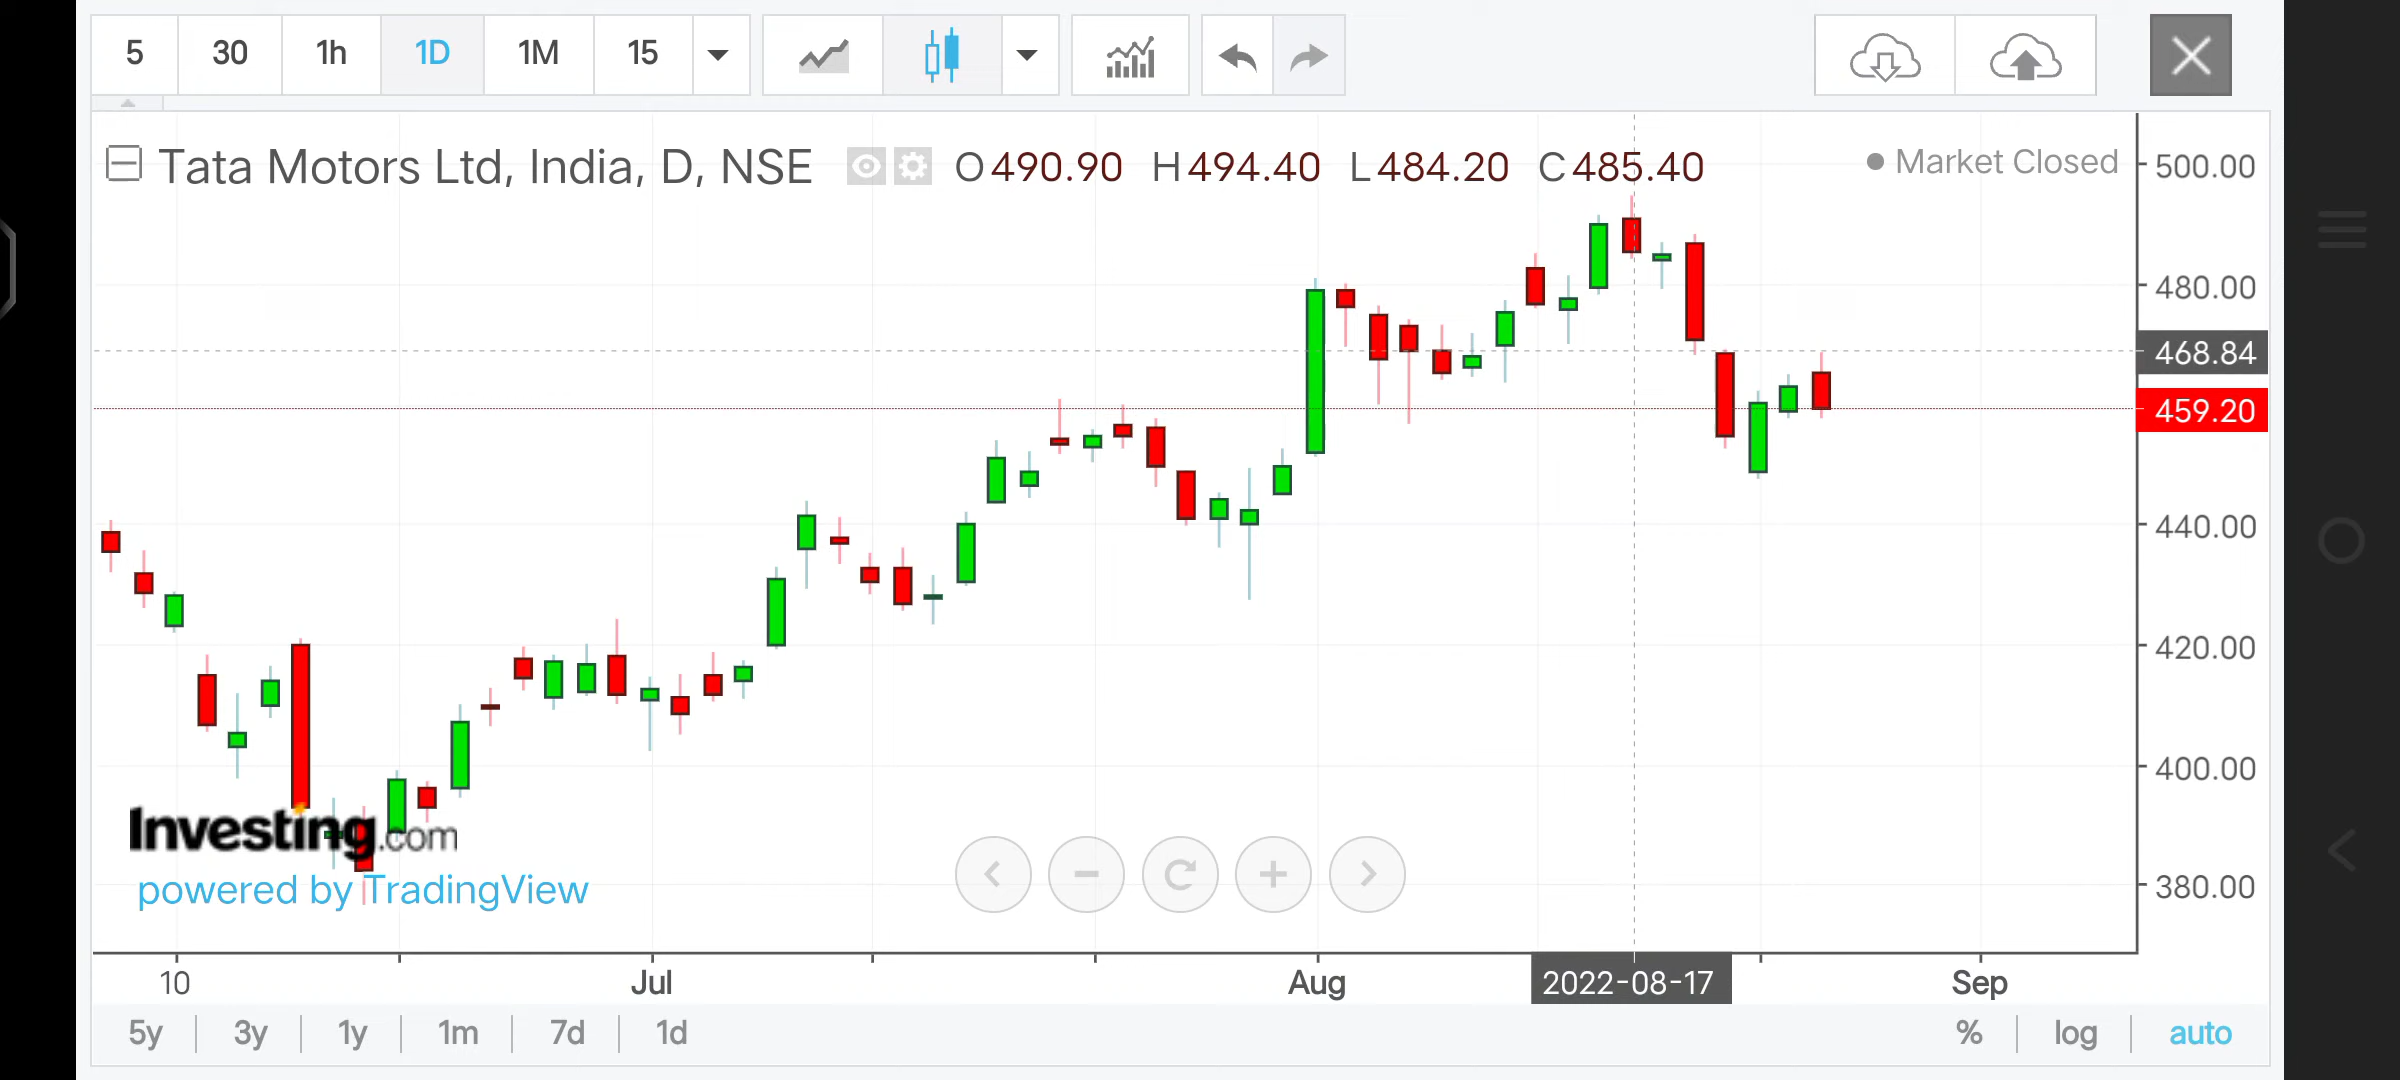 5 30 1h 1D 1M 15
Tata Motors Ltd, India, D, NSE O490.90 H494.40 L484.20 C485.40 Market Closed
500.00
480.00
468.84
459.20
440.00
420.00
400.00
380.00
Investing.com
powered by TradingView
10 Jul Aug 2022-08-17 Sep
5y 3y 1y 1m 7d 1d % log auto